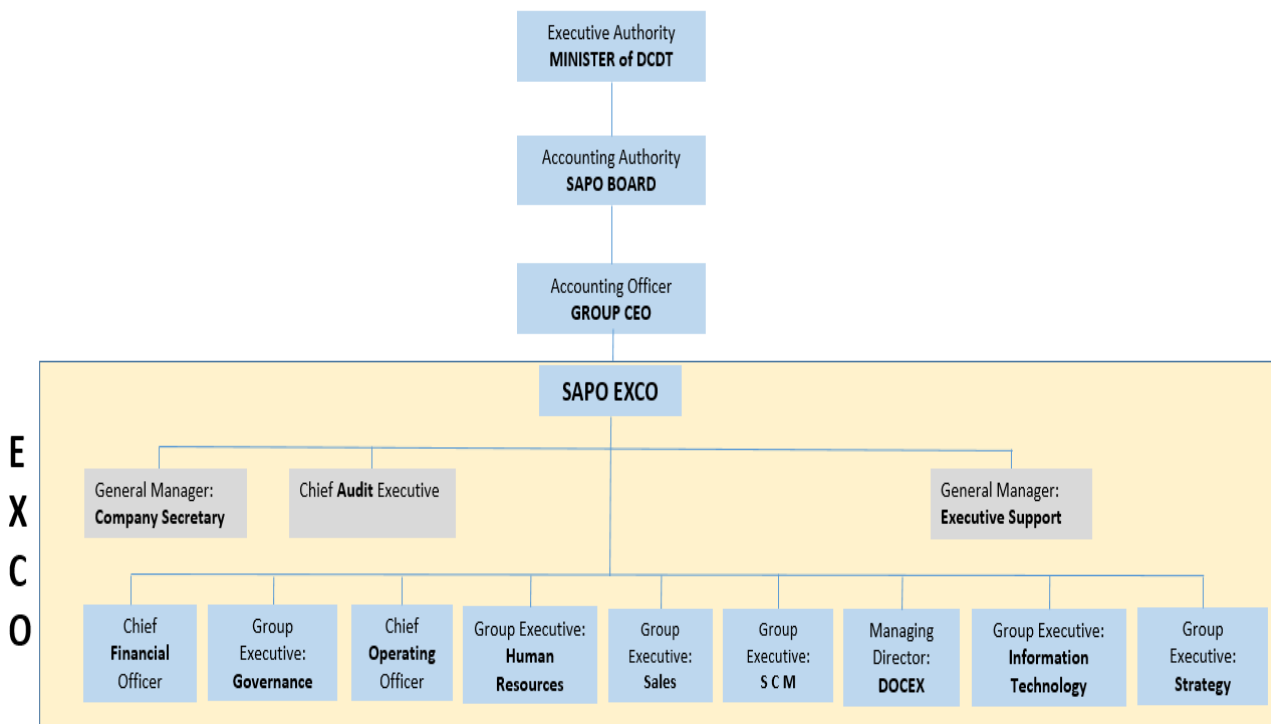 Executive Authority
MINISTER of DCDT
Accounting Authority
SAPO BOARD
Accounting Officer
GROUP CEO
E
X
C
O
SAPO EXCO
General Manager:
Company Secretary
Chief Audit Executive
General Manager:
Executive Support
Chief
Financial
Officer
Group
Executive:
Governance
Chief
Operating
Officer
Group Executive:
Human
Resources
Group
Executive:
Sales
Group
Executive:
S C M
Managing
Director:
DOCEX
Group Executive:
Information
Technology
Group
Executive:
Strategy